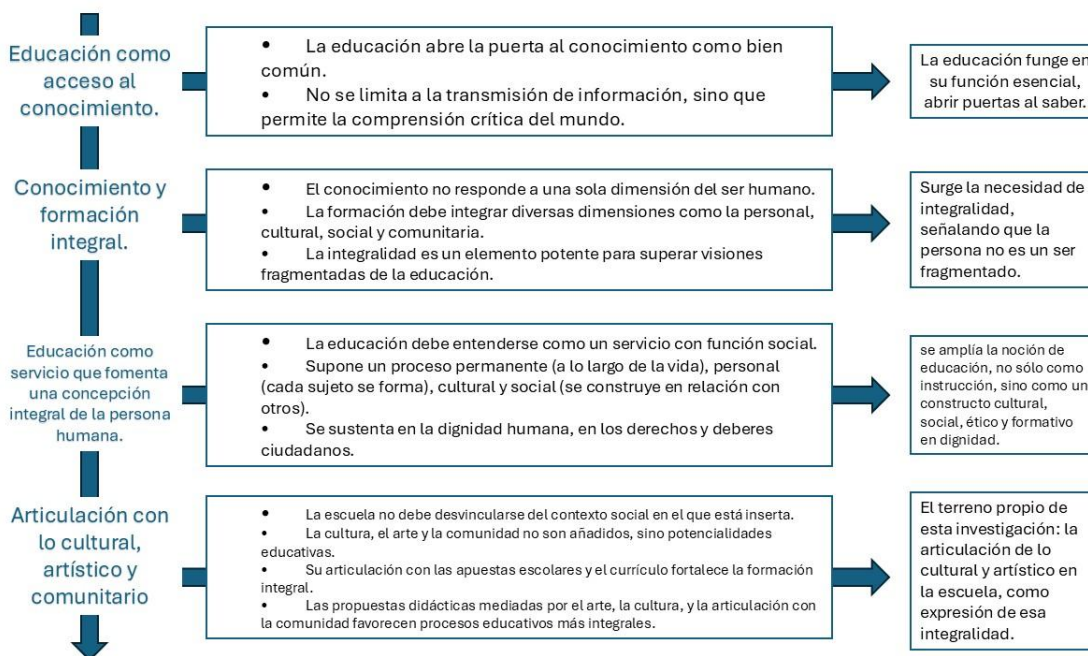 Educación como
acceso al
conocimiento.
• La educación abre la puerta al conocimiento como bien
común.
• No se limita a la transmisión de información, sino que
permite la comprensión crítica del mundo.
La educación funge en
su función esencial,
abrir puertas al saber.
Conocimiento y
formación
integral.
• El conocimiento no responde a una sola dimensión del ser humano.
• La formación debe integrar diversas dimensiones como la personal,
cultural, social y comunitaria.
• La integralidad es un elemento potente para superar visiones
fragmentadas de la educación.
Surge la necesidad de
integralidad,
señalando que la
persona no es un ser
fragmentado.
Educación como
servicio que fomenta
una concepción
integral de la persona
humana.
• La educación debe entenderse como un servicio con función social.
• Supone un proceso permanente (a lo largo de la vida), personal
(cada sujeto se forma), cultural y social (se construye en relación con
otros).
• Se sustenta en la dignidad humana, en los derechos y deberes
ciudadanos.
se amplía la noción de
educación, no sólo como
instrucción, sino como un
constructo cultural,
social, ético y formativo
en dignidad.
Articulación con
lo cultural,
artístico y
comunitario
• La escuela no debe desvincularse del contexto social en el que está inserta.
• La cultura, el arte y la comunidad no son añadidos, sino potencialidades
educativas.
• Su articulación con las apuestas escolares y el currículo fortalece la formación
integral.
• Las propuestas didácticas mediadas por el arte, la cultura, y la articulación con
la comunidad favorecen procesos educativos más integrales.
El terreno propio de
esta investigación: la
articulación de lo
cultural y artístico en
la escuela, como
expresión de esa
integralidad.